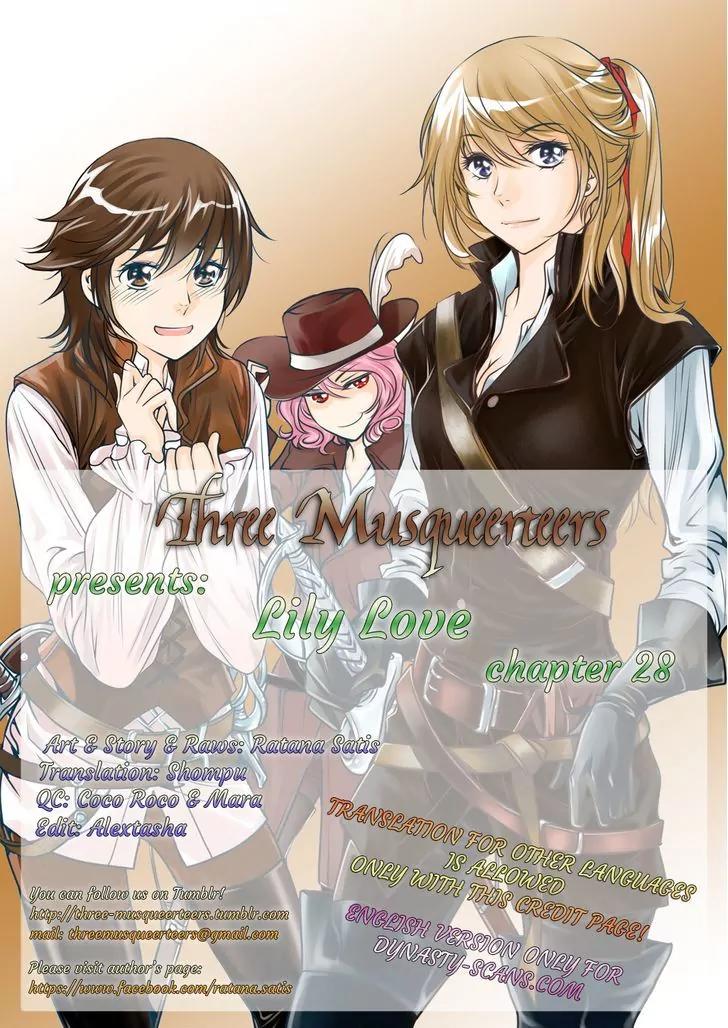 Three Musqueerteers
presents:
Lily Love
chapter 28
Art & Story & Raws: Ratana Satis
Translation: Shompu
QC: Coco Roco & Mara
Edit: Alextasha
TRANSLATION FOR OTHER LANGUAGES
IS ALLOWED
ONLY WITH THIS CREDIT PAGE!
ENGLISH VERSION ONLY FOR
DYNASTY-SCANS.COM
You can follow us on Tumblr!
http://three-musqueerteers.tumblr.com
mail: threemusqueerteers@gmail.com
Please visit author's page:
https://www.facebook.com/ratana.satis